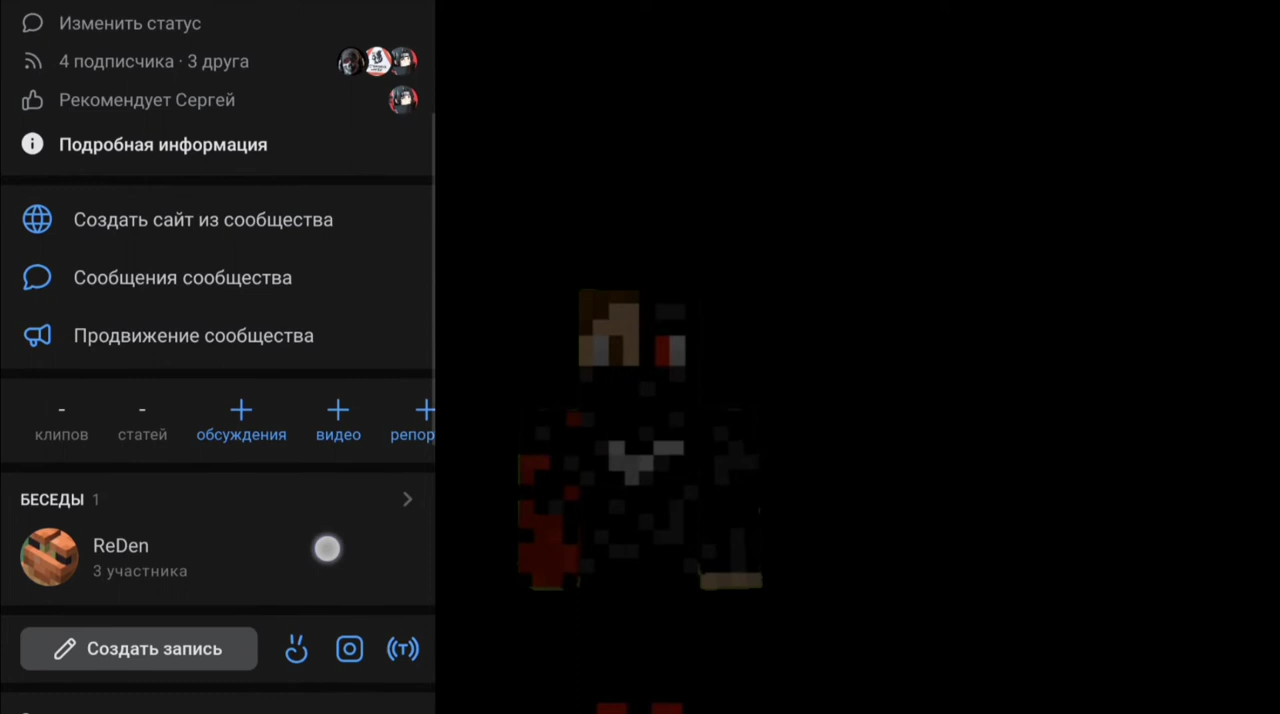 Изменить статус
4 подписчика · 3 друга
Рекомендует Сергей
Подробная информация
Создать сайт из сообщества
Сообщения сообщества
Продвижение сообщества
- - 
клипов статей обсуждения видео репор
БЕСЕДЫ 1
ReDen
3 участника
Создать запись